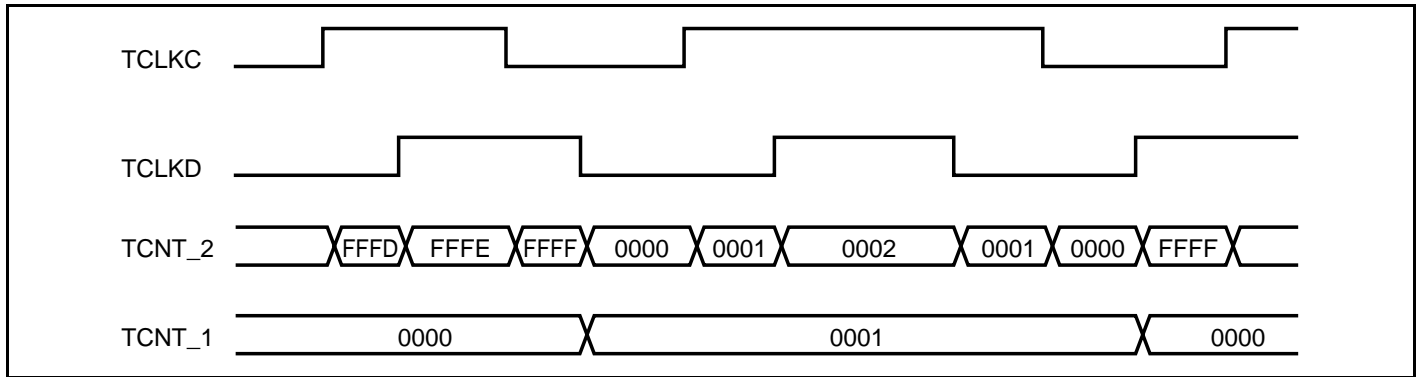 TCLKC
TCLKD
TCNT_2 FFFD FFFE FFFF 0000 0001 0002 0001 0000 FFFF
TCNT_1 0000 0001 0000